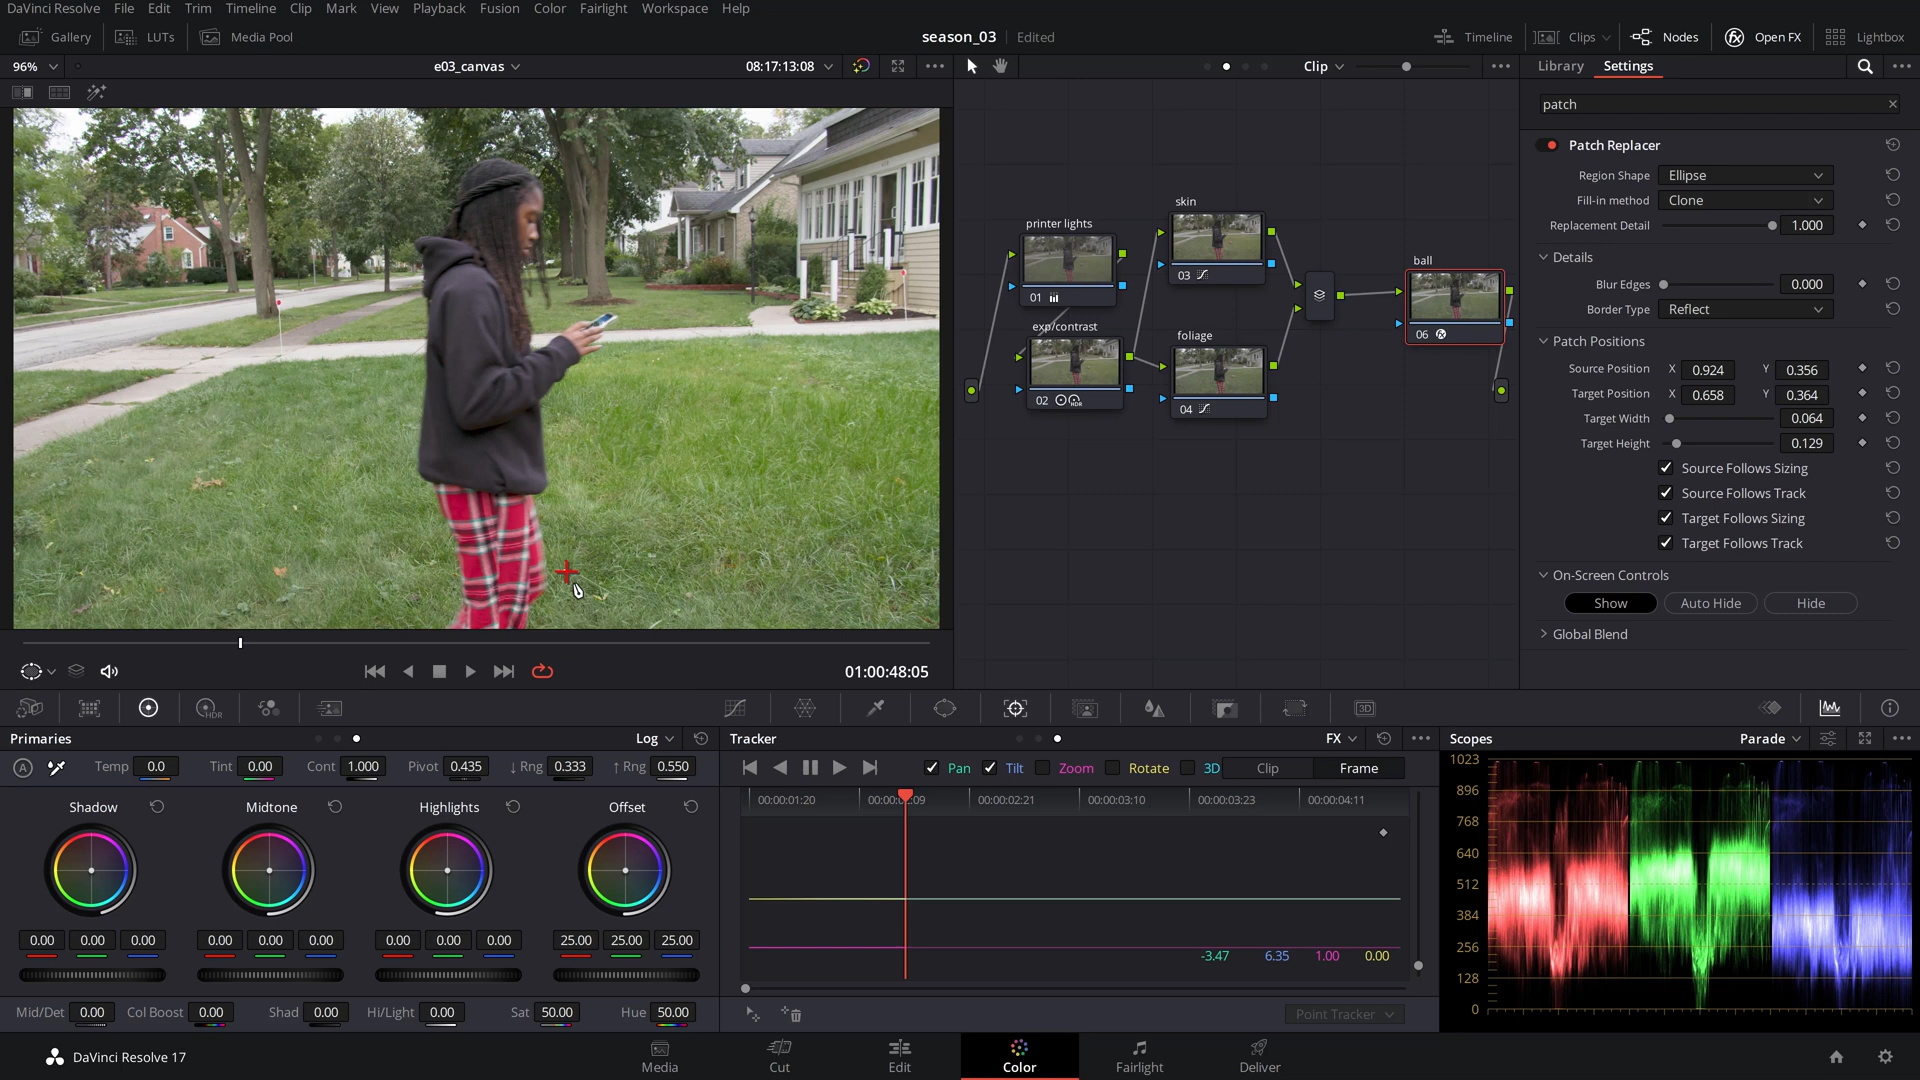 DaVinci Resolve File Edit Trim Timeline Clip Mark View Playback Fusion Color Fairlight Workspace Help
Gallery LUTs Media Pool season_03 Edited Timeline Clips Nodes Open FX Lightbox
96% e03_canvas 08:17:13:08 Clip Library Settings
patch
Patch Replacer
Region Shape Ellipse
Fill-in method Clone
Replacement Detail 1.000
Details
Blur Edges 0.000
Border Type Reflect
Patch Positions
Source Position X 0.924 Y 0.356
Target Position X 0.658 Y 0.364
Target Width 0.064
Target Height 0.129
Source Follows Sizing
Source Follows Track
Target Follows Sizing
Target Follows Track
On-Screen Controls
Show Auto Hide Hide
Global Blend
printer lights
01
exp/contrast
02 HDR
skin
03
foliage
04
ball
06
01:00:48:05
HDR
3D
Primaries Log
A Temp 0.0 Tint 0.00 Cont 1.000 Pivot 0.435 ↓ Rng 0.333 ↑ Rng 0.550
Shadow Midtone Highlights Offset
0.00 0.00 0.00 0.00 0.00 0.00 0.00 0.00 0.00 25.00 25.00 25.00
Mid/Det 0.00 Col Boost 0.00 Shad 0.00 Hi/Light 0.00 Sat 50.00 Hue 50.00
Tracker FX
Pan Tilt Zoom Rotate 3D Clip Frame
00:00:01:20 00:00:02:09 00:00:02:21 00:00:03:10 00:00:03:23 00:00:04:11
-3.47 6.35 1.00 0.00
Point Tracker
Scopes Parade
1023
896
768
640
512
384
256
128
0
DaVinci Resolve 17 Media Cut Edit Color Fairlight Deliver